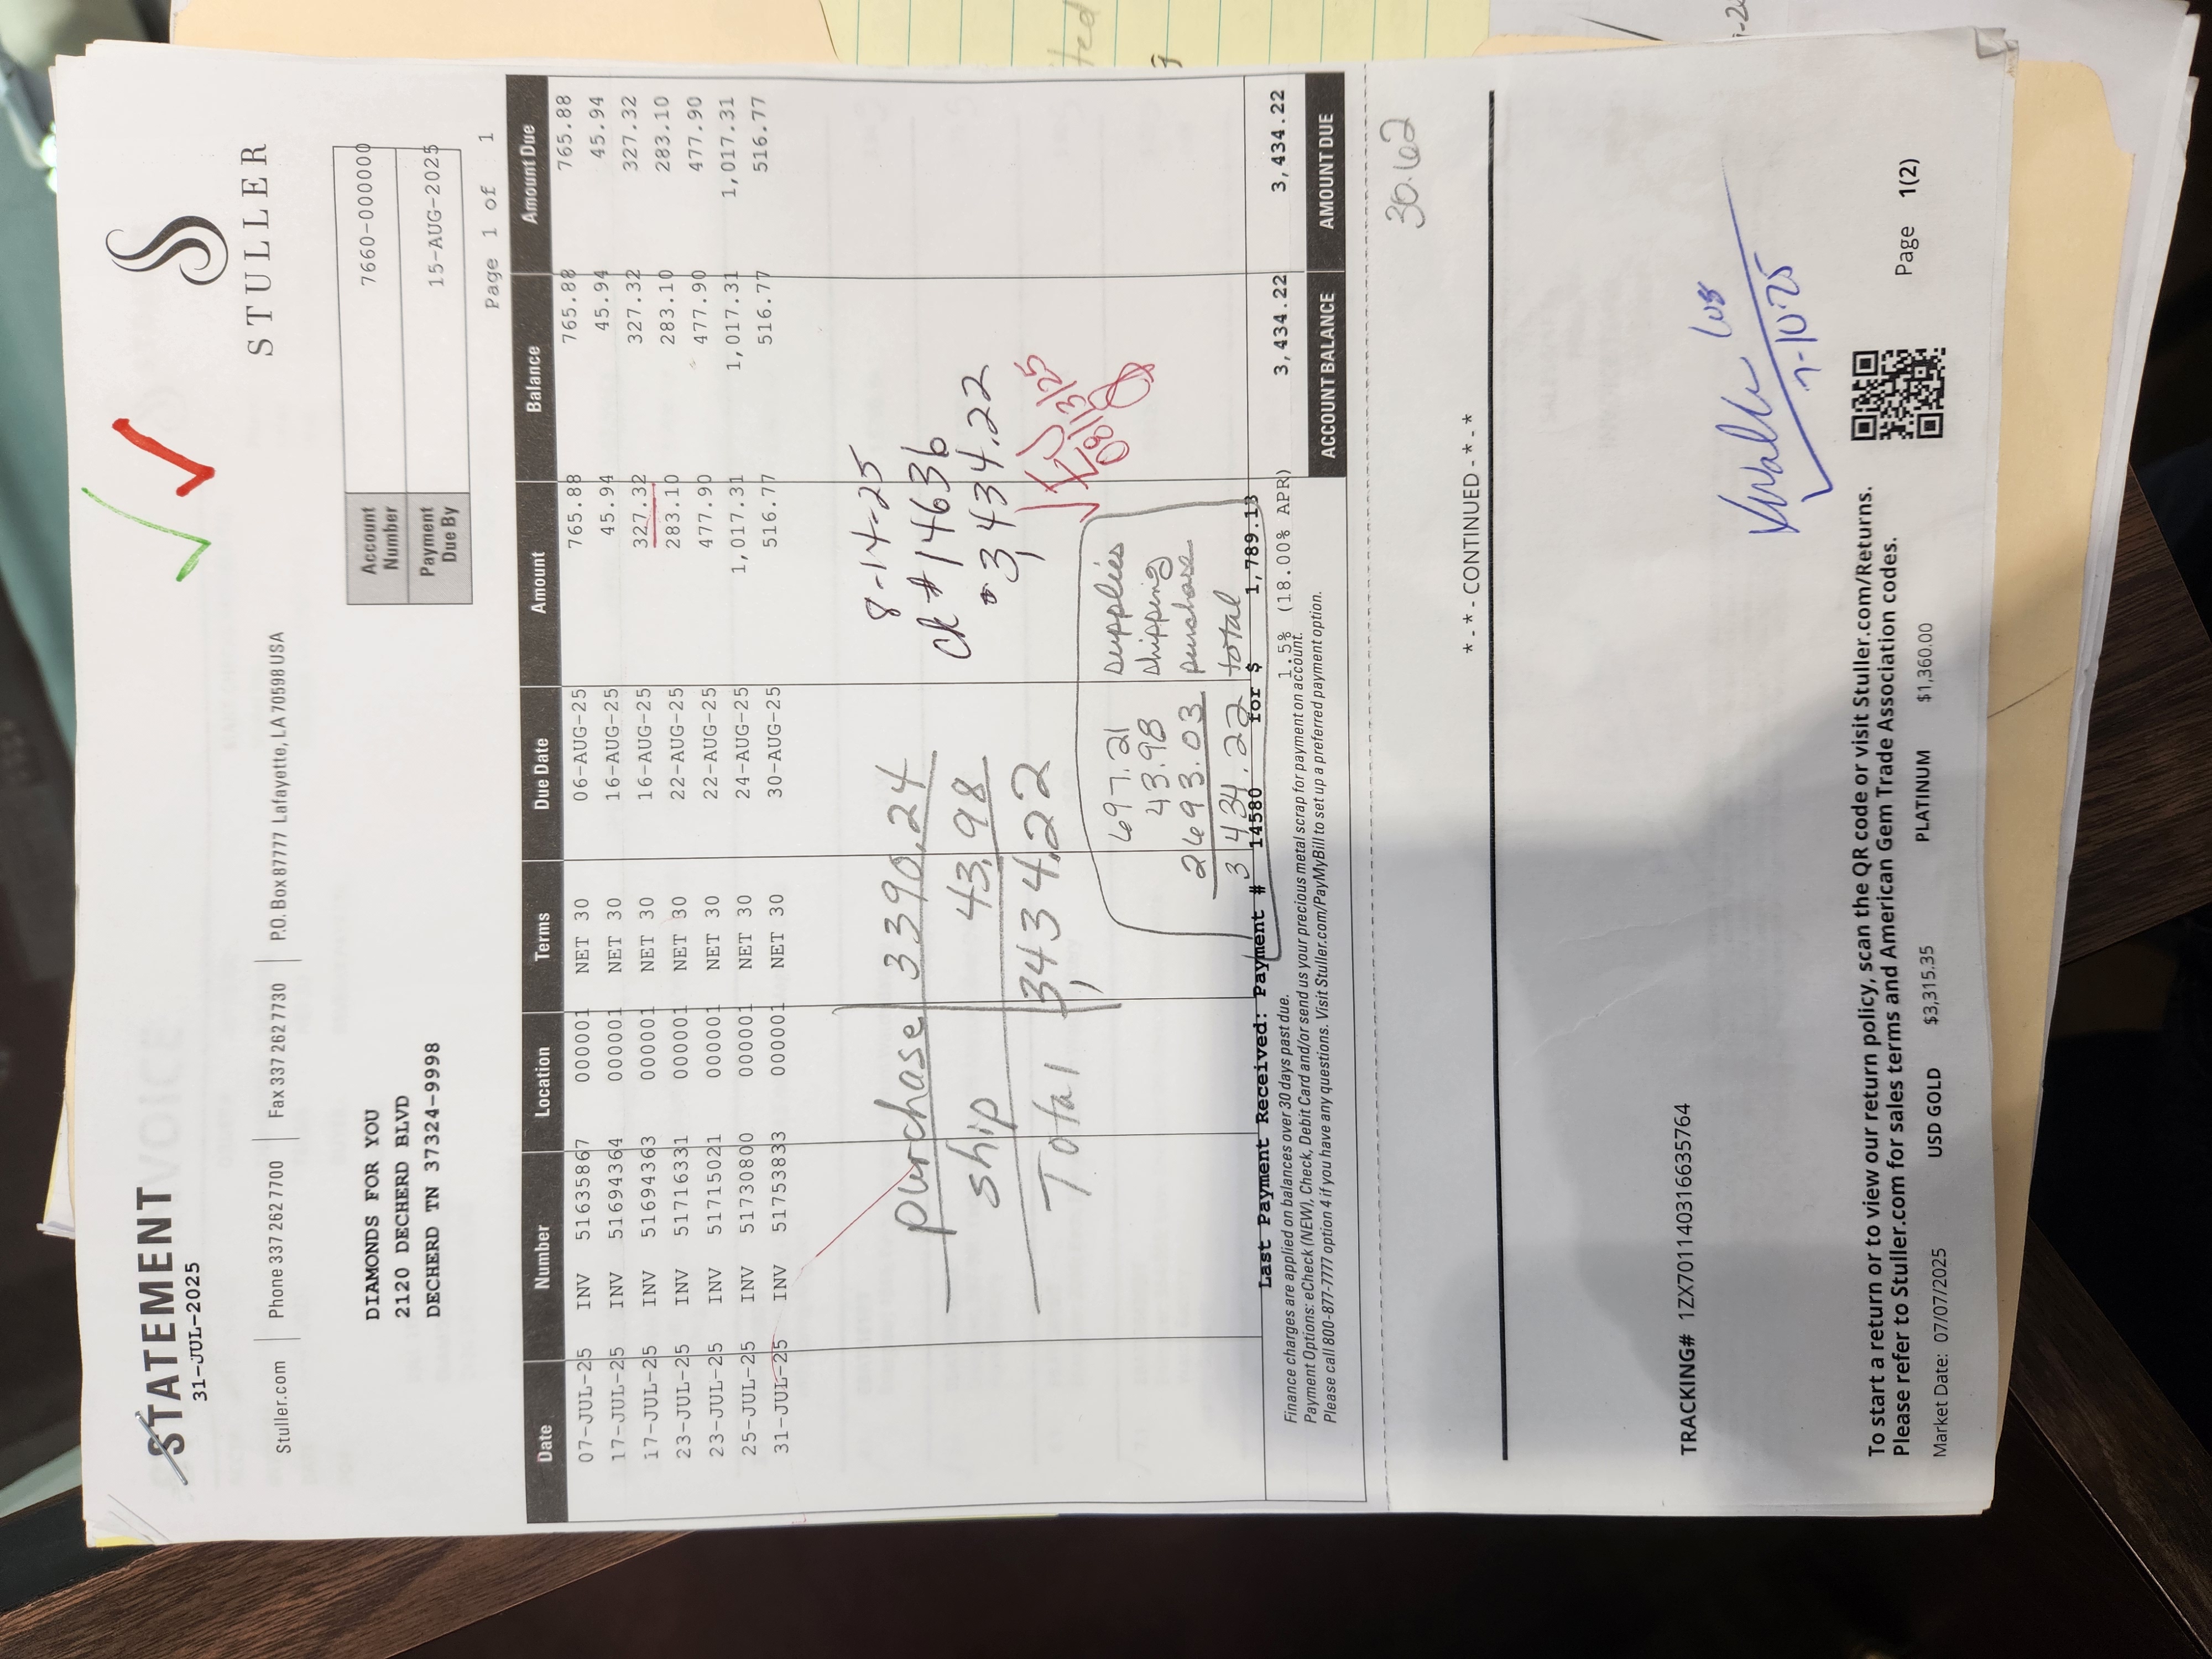 STATEMENT
31-JUL-2025
STULLER
Stuller.com | Phone 337 262 7700 | Fax 337 262 7730 | P.O. Box 87777 Lafayette, LA 70598 USA
Account Number 7660-000000
Payment Due By 15-AUG-2025
DIAMONDS FOR YOU
2120 DECHERD BLVD
DECHERD TN 37324-9998
Page 1 of 1
Date Number Location Terms Due Date Amount Balance Amount Due
07-JUL-25 INV 51635867 000001 NET 30 06-AUG-25 765.88 765.88 765.88
17-JUL-25 INV 51694364 000001 NET 30 16-AUG-25 45.94 45.94 45.94
17-JUL-25 INV 51694363 000001 NET 30 16-AUG-25 327.32 327.32 327.32
23-JUL-25 INV 51716331 000001 NET 30 22-AUG-25 283.10 283.10 283.10
23-JUL-25 INV 51715021 000001 NET 30 22-AUG-25 477.90 477.90 477.90
25-JUL-25 INV 51730800 000001 NET 30 24-AUG-25 1,017.31 1,017.31 1,017.31
31-JUL-25 INV 51753833 000001 NET 30 30-AUG-25 516.77 516.77 516.77
8-14-25
purchase 3390.24
ck # 14636
ship 43.98
3,434.22
Total 3,434.22
08/13/25
697.21 supplies
43.98 shipping
2693.03 purchase
3434.22 total
Last Payment Received: Payment # 14580 for $ 1,789.13
3,434.22 3,434.22
Finance charges are applied on balances over 30 days past due. 1.5% (18.00% APR)
Payment Options: eCheck (NEW), Check, Debit Card and/or send us your precious metal scrap for payment on account.
Please call 800-877-7777 option 4 if you have any questions. Visit Stuller.com/PayMyBill to set up a preferred payment option.
ACCOUNT BALANCE AMOUNT DUE
30.62
*-*-CONTINUED-*-*
TRACKING# 1ZX701140316635764
7-10-25
To start a return or to view our return policy, scan the QR code or visit Stuller.com/Returns.
Please refer to Stuller.com for sales terms and American Gem Trade Association codes.
Market Date: 07/07/2025 USD GOLD $3,315.35 PLATINUM $1,360.00 Page 1(2)